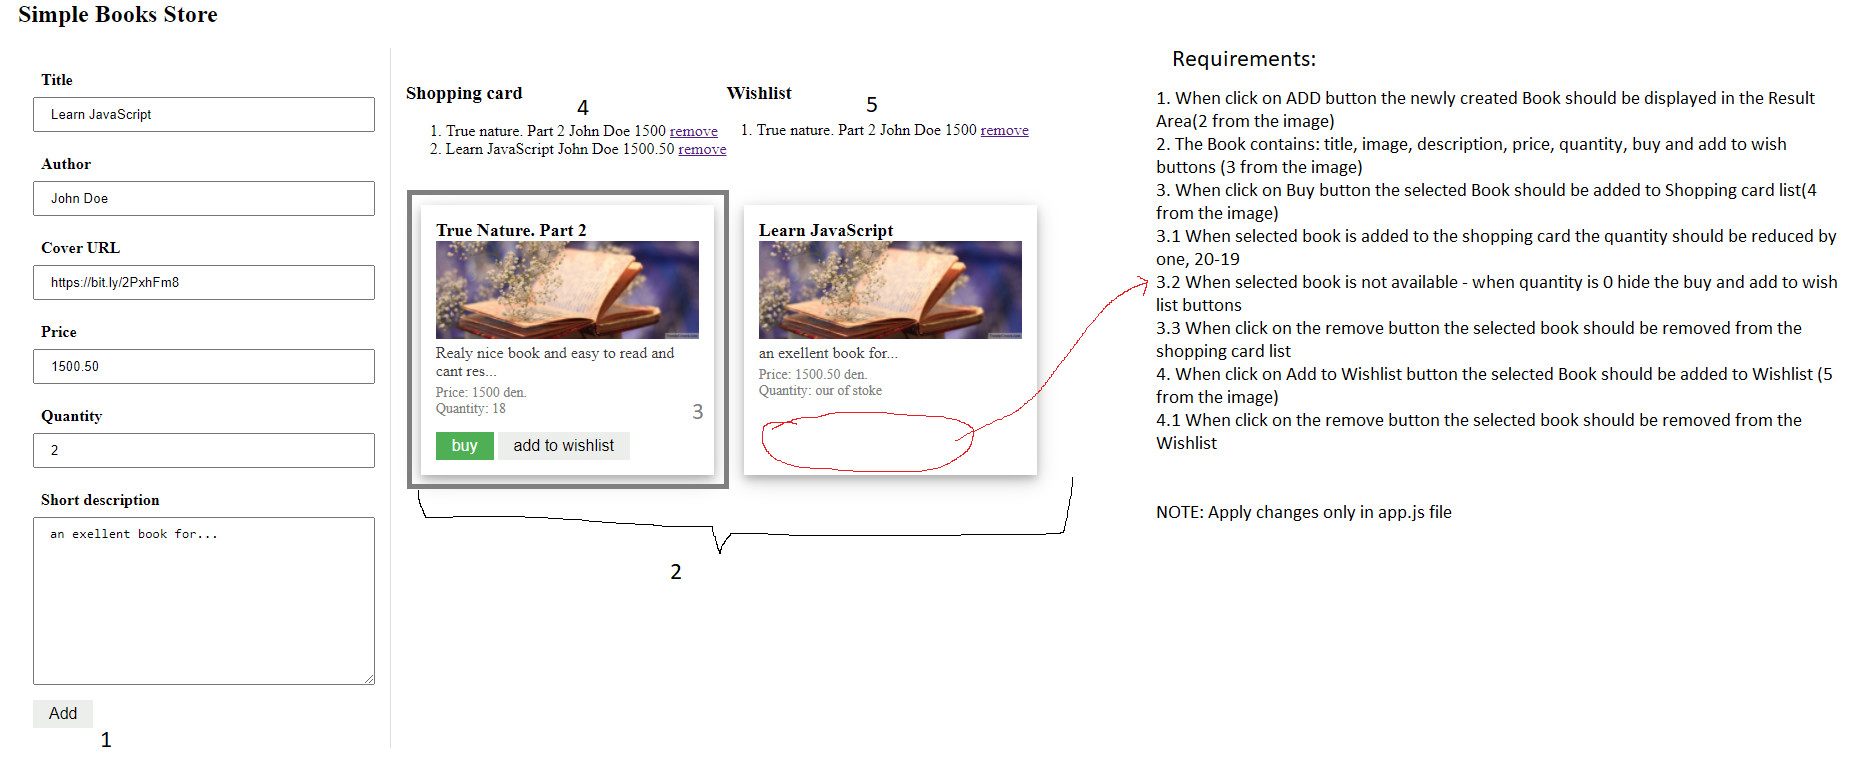 Simple Books Store
Title
Learn JavaScript
Author
John Doe
Cover URL
https://bit.ly/2PxhFm8
Price
1500.50
Quantity
2
Short description
an exellent book for...
Add
1
Shopping card
4
1. True nature. Part 2 John Doe 1500 remove
2. Learn JavaScript John Doe 1500.50 remove
Wishlist
5
1. True nature. Part 2 John Doe 1500 remove
True Nature. Part 2
Realy nice book and easy to read and
cant res...
Price: 1500 den.
Quantity: 18
3
buy
add to wishlist
Learn JavaScript
an exellent book for...
Price: 1500.50 den.
Quantity: our of stoke
2
Requirements:
1. When click on ADD button the newly created Book should be displayed in the Result
Area(2 from the image)
2. The Book contains: title, image, description, price, quantity, buy and add to wish
buttons (3 from the image)
3. When click on Buy button the selected Book should be added to Shopping card list(4
from the image)
3.1 When selected book is added to the shopping card the quantity should be reduced by
one, 20-19
3.2 When selected book is not available - when quantity is 0 hide the buy and add to wish
list buttons
3.3 When click on the remove button the selected book should be removed from the
shopping card list
4. When click on Add to Wishlist button the selected Book should be added to Wishlist (5
from the image)
4.1 When click on the remove button the selected book should be removed from the
Wishlist
NOTE: Apply changes only in app.js file